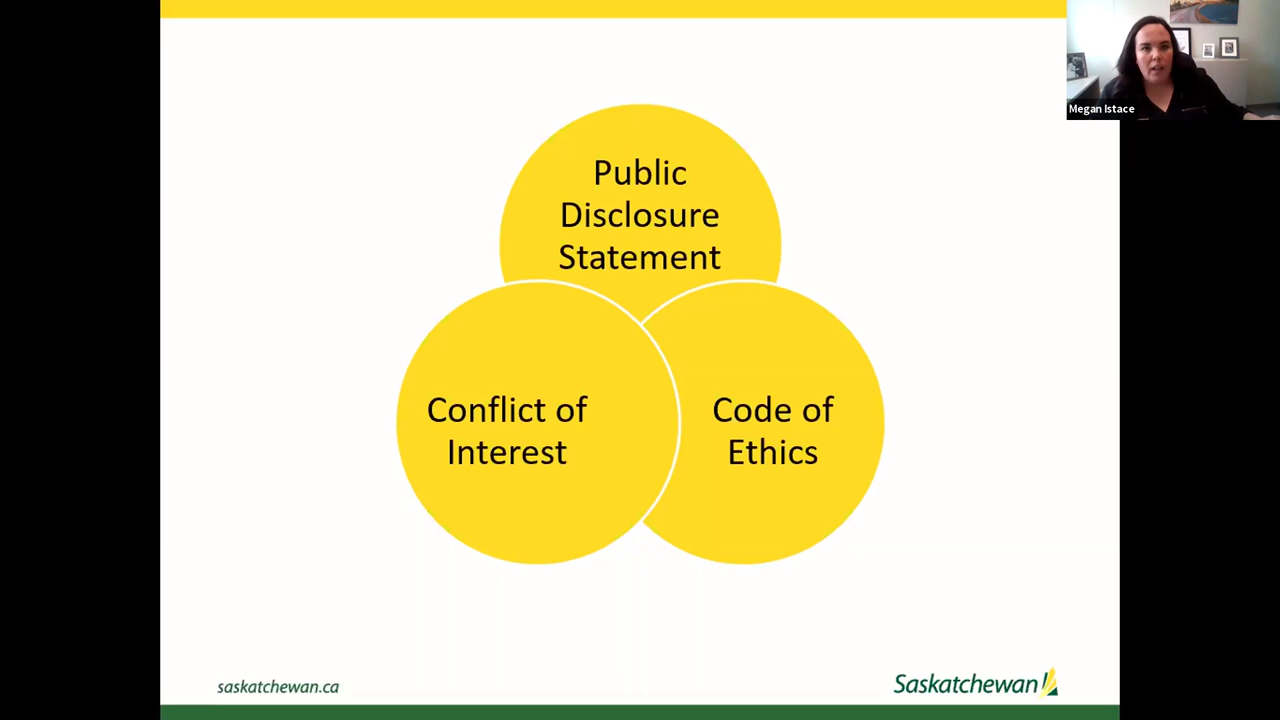 Public
Disclosure
Statement
Conflict of
Interest
Code of
Ethics
saskatchewan.ca
Saskatchewan
Megan Istace